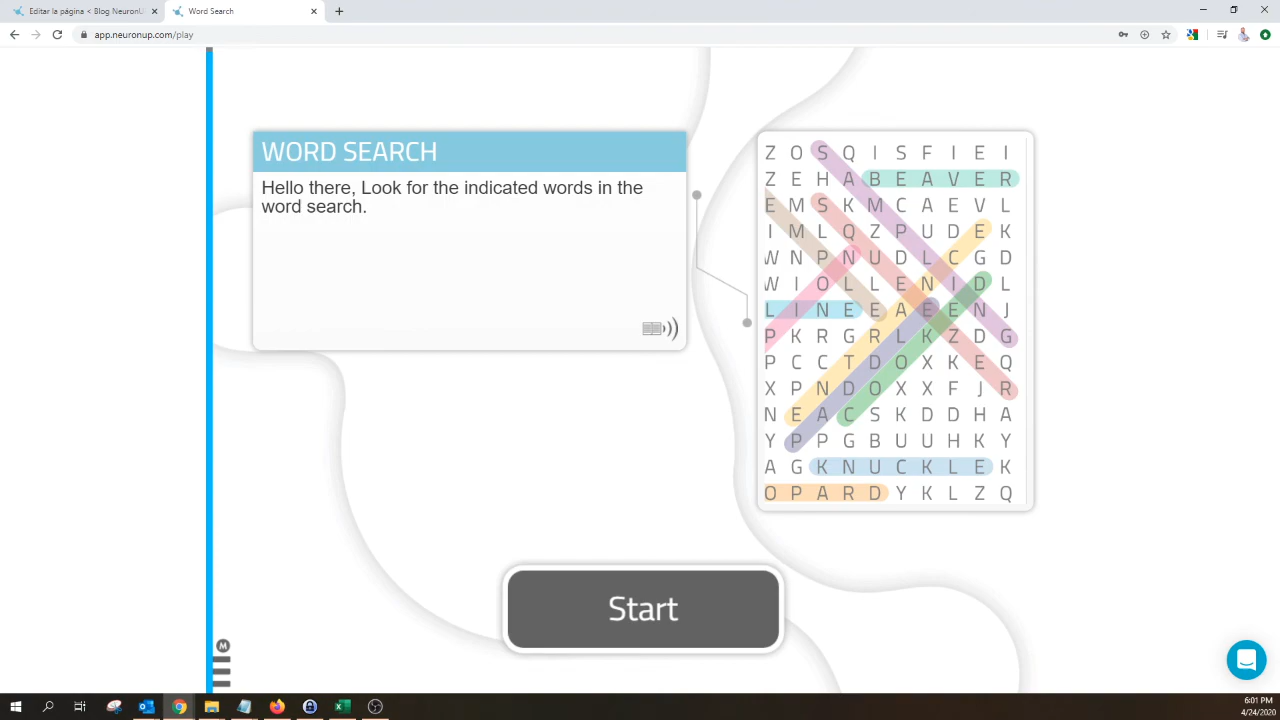 Editar la página < Blog NeuronU
Word Search
app.neuronup.com/play
WORD SEARCH
Hello there, Look for the indicated words in the
word search.
Z O S Q I S F I E I
Z E H A B E A V E R
E M S K M C A E V L
I M L Q Z P U D E K
W N P N U D L C G D
W I O L L E N I D L
L I N E E A E E N J
P K R G R L K Z D G
P C C T D O X K E Q
X P N D O X X F J R
N E A C S K D D H A
Y P P G B U U H K Y
A G K N U C K L E K
O P A R D Y K L Z Q
Start
M
6:01 PM
4/24/2020